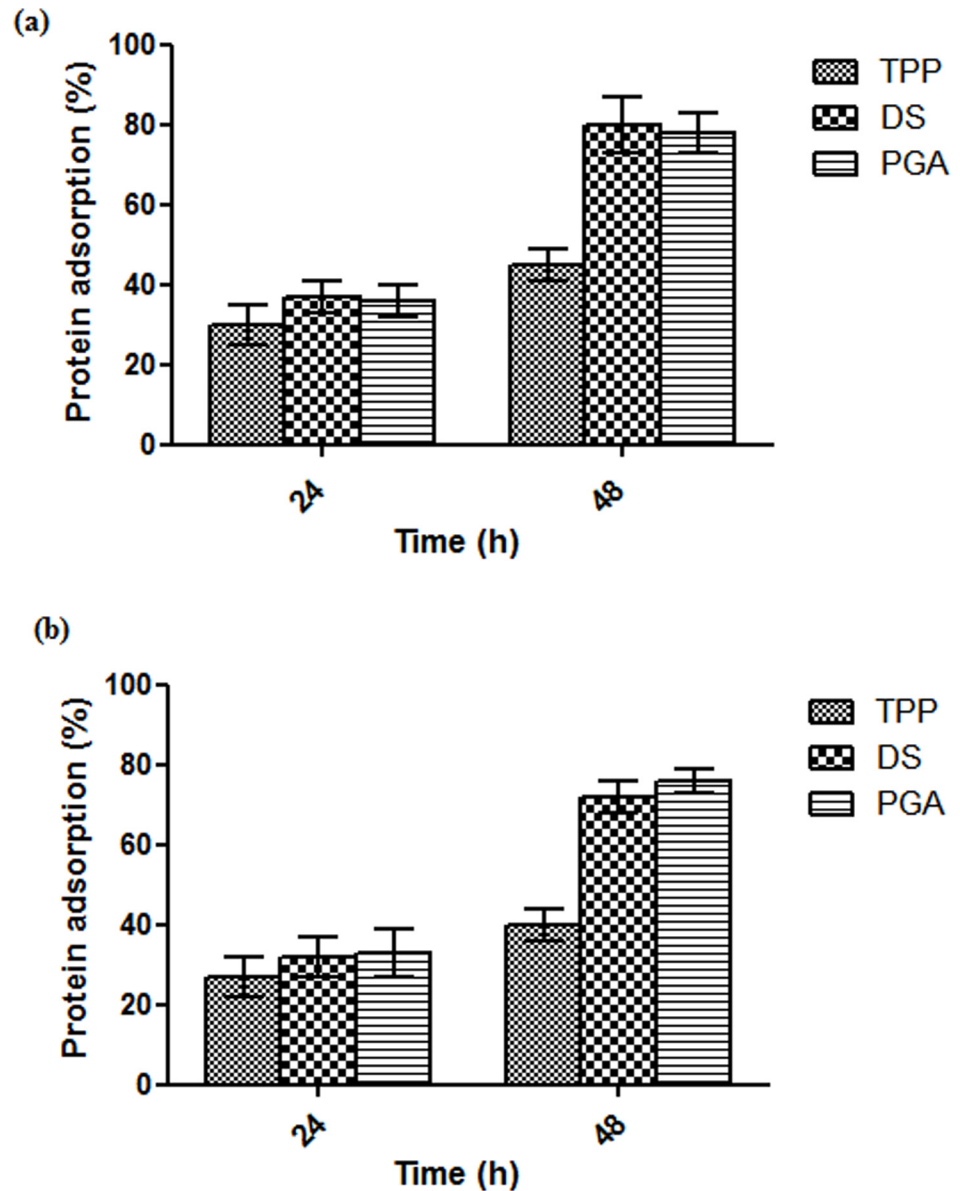 (a)
Protein adsorption (%)
100
80
60
40
20
0
24
48
Time (h)
TPP
DS
PGA
(b)
Protein adsorption (%)
100
80
60
40
20
0
24
48
Time (h)
TPP
DS
PGA